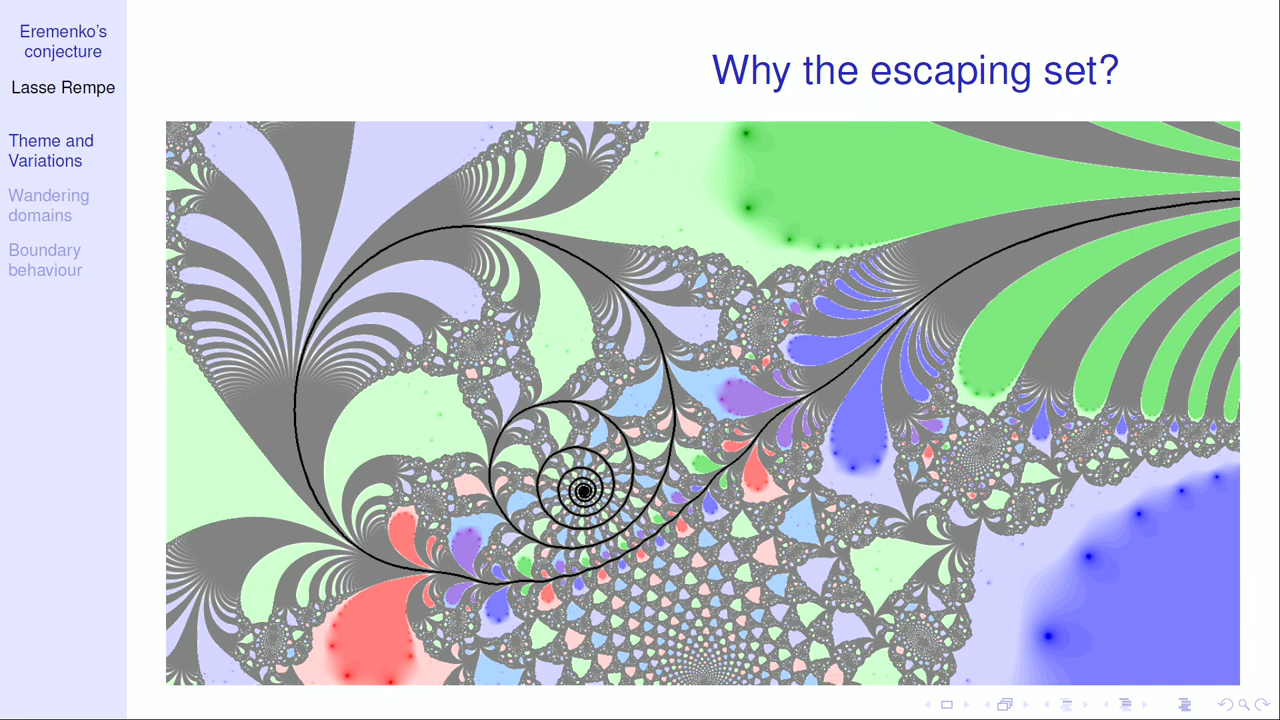 Eremenko's
conjecture
Lasse Rempe
Theme and
Variations
Wandering
domains
Boundary
behaviour
Why the escaping set?